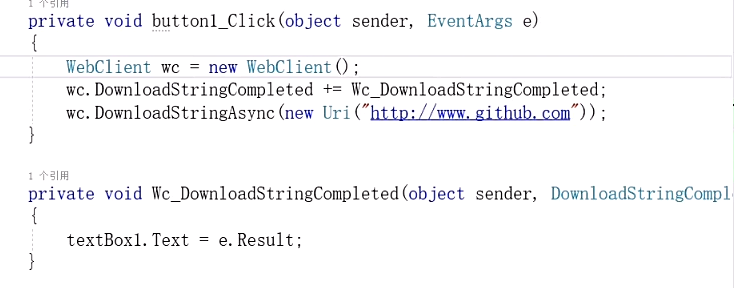 1 个引用
private void button1_Click(object sender, EventArgs e)
{
WebClient wc = new WebClient();
wc.DownloadStringCompleted += Wc_DownloadStringCompleted;
wc.DownloadStringAsync(new Uri("http://www.github.com"));
}
1 个引用
private void Wc_DownloadStringCompleted(object sender, DownloadStringCompl
{
textBox1.Text = e.Result;
}